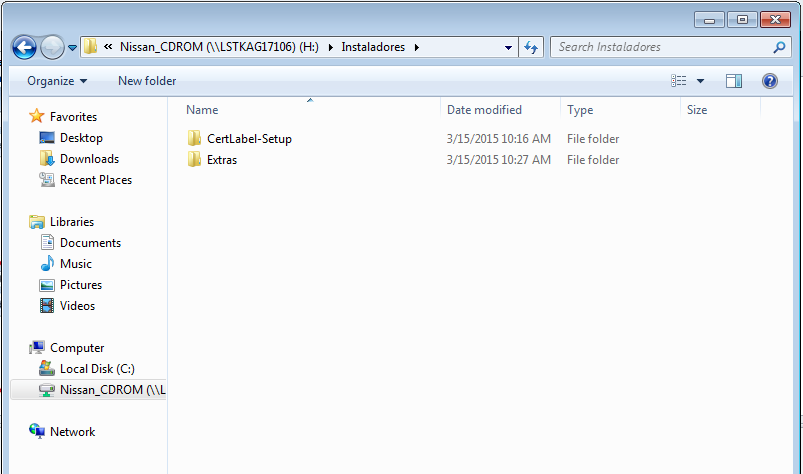 « Nissan_CDROM (\\LSTKAG17106) (H:) Instaladores Search Instaladores
Organize New folder
Name Date modified Type Size
CertLabel-Setup 3/15/2015 10:16 AM File folder
Extras 3/15/2015 10:27 AM File folder
Favorites
Desktop
Downloads
Recent Places
Libraries
Documents
Music
Pictures
Videos
Computer
Local Disk (C:)
Nissan_CDROM (\\L
Network